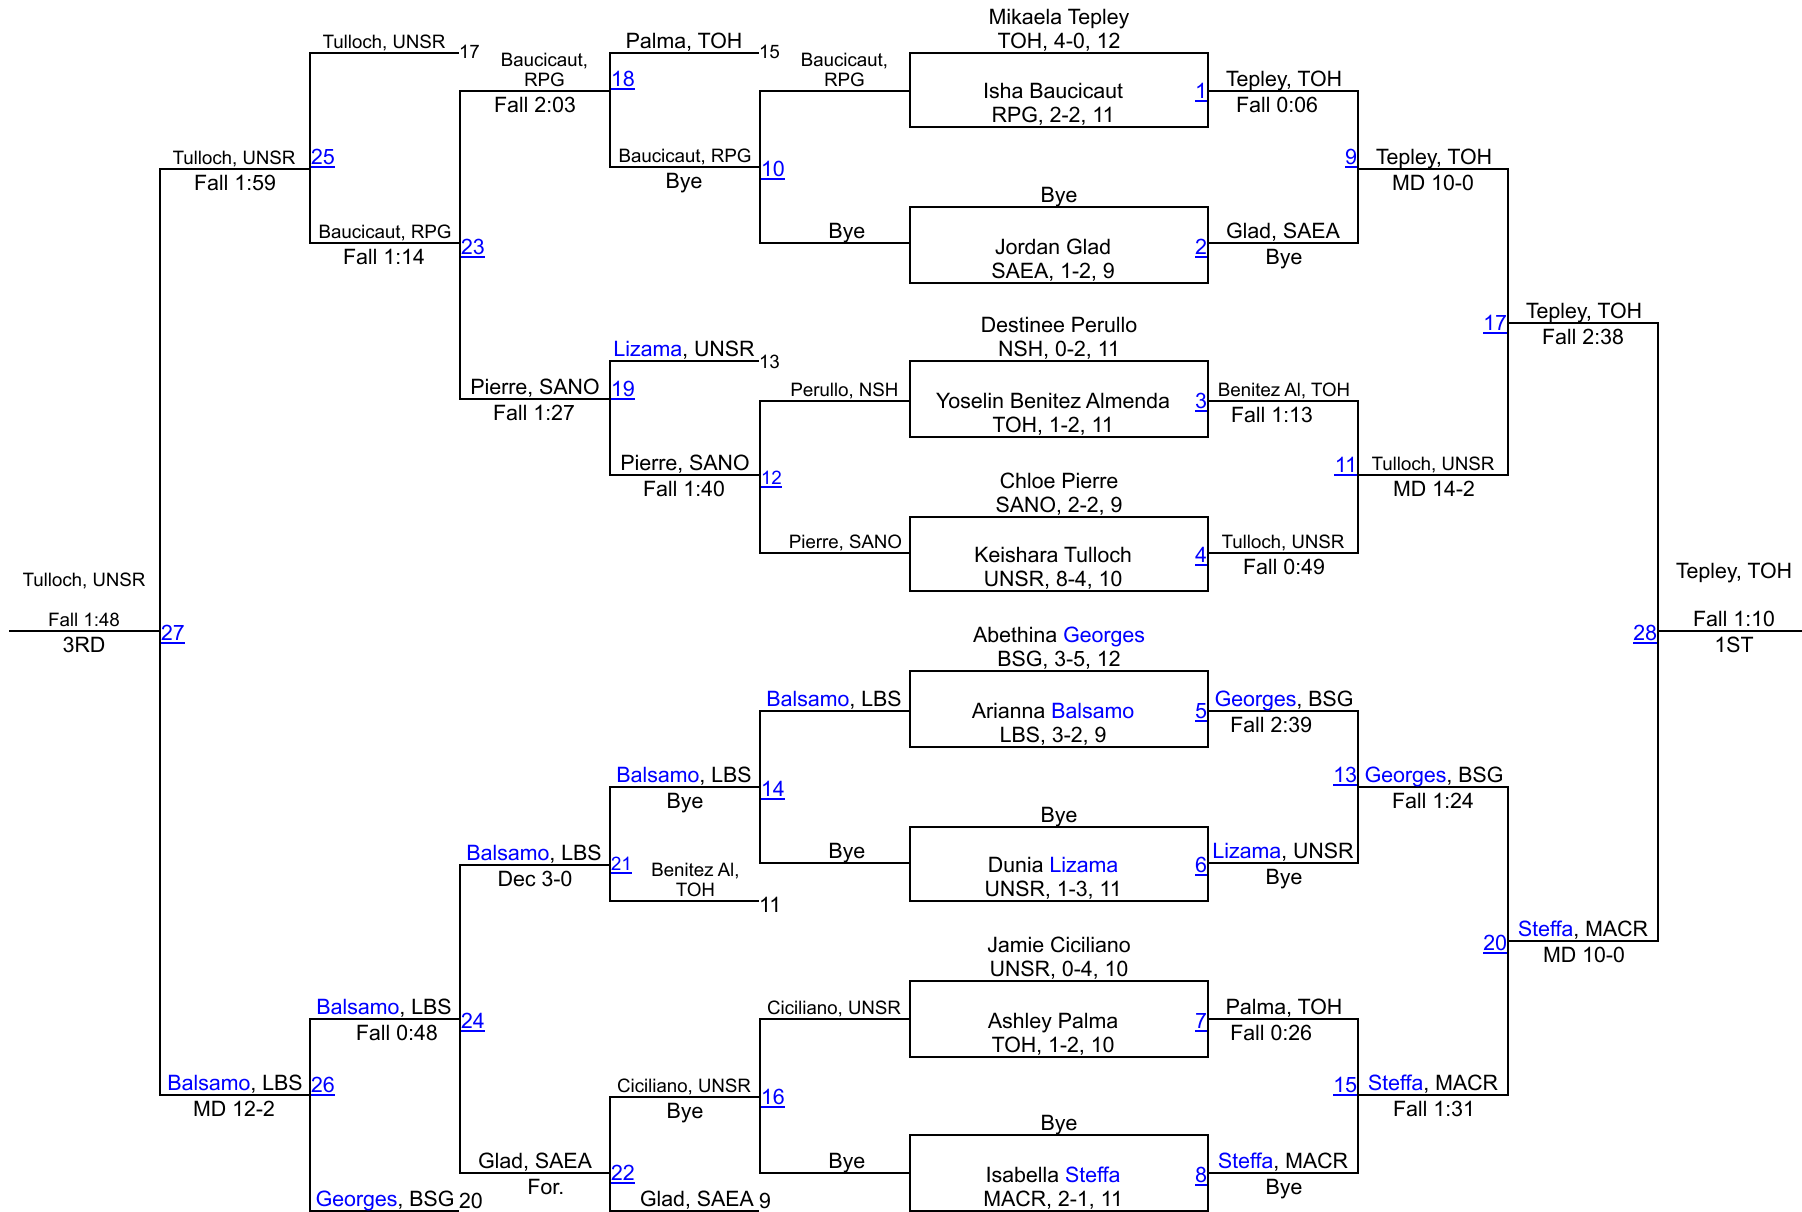 Mikaela Tepley
TOH, 4-0, 12
Tulloch, UNSR
17
Baucicaut,
RPG
Fall 2:03
Palma, TOH
15
18
Baucicaut,
RPG
Isha Baucicaut
RPG, 2-2, 11
1
Tepley, TOH
Fall 0:06
Tulloch, UNSR
Fall 1:59
25
Baucicaut, RPG
Bye
10
9
Tepley, TOH
MD 10-0
Bye
Baucicaut, RPG
Fall 1:14
23
Bye
Jordan Glad
SAEA, 1-2, 9
2
Glad, SAEA
Bye
Destinee Perullo
NSH, 0-2, 11
17
Tepley, TOH
Fall 2:38
Lizama, UNSR
13
Pierre, SANO
Fall 1:27
19
Perullo, NSH
Yoselin Benitez Almenda
TOH, 1-2, 11
3
Benitez Al, TOH
Fall 1:13
Pierre, SANO
Fall 1:40
12
Chloe Pierre
SANO, 2-2, 9
11
Tulloch, UNSR
MD 14-2
Pierre, SANO
Keishara Tulloch
UNSR, 8-4, 10
4
Tulloch, UNSR
Fall 0:49
Tulloch, UNSR
Fall 1:48
3RD
27
Tepley, TOH
Fall 1:10
1ST
28
Abethina Georges
BSG, 3-5, 12
Balsamo, LBS
Arianna Balsamo
LBS, 3-2, 9
5
Georges, BSG
Fall 2:39
Balsamo, LBS
Bye
14
13
Georges, BSG
Fall 1:24
Bye
Balsamo, LBS
Dec 3-0
21
Benitez Al,
TOH
11
Bye
Dunia Lizama
UNSR, 1-3, 11
6
Lizama, UNSR
Bye
Jamie Ciciliano
UNSR, 0-4, 10
20
Steffa, MACR
MD 10-0
Balsamo, LBS
Fall 0:48
24
Ciciliano, UNSR
Ashley Palma
TOH, 1-2, 10
7
Palma, TOH
Fall 0:26
Balsamo, LBS
MD 12-2
26
Ciciliano, UNSR
Bye
16
15
Steffa, MACR
Fall 1:31
Bye
Glad, SAEA
For.
22
Bye
Isabella Steffa
MACR, 2-1, 11
8
Steffa, MACR
Bye
Georges, BSG
20
Glad, SAEA
9